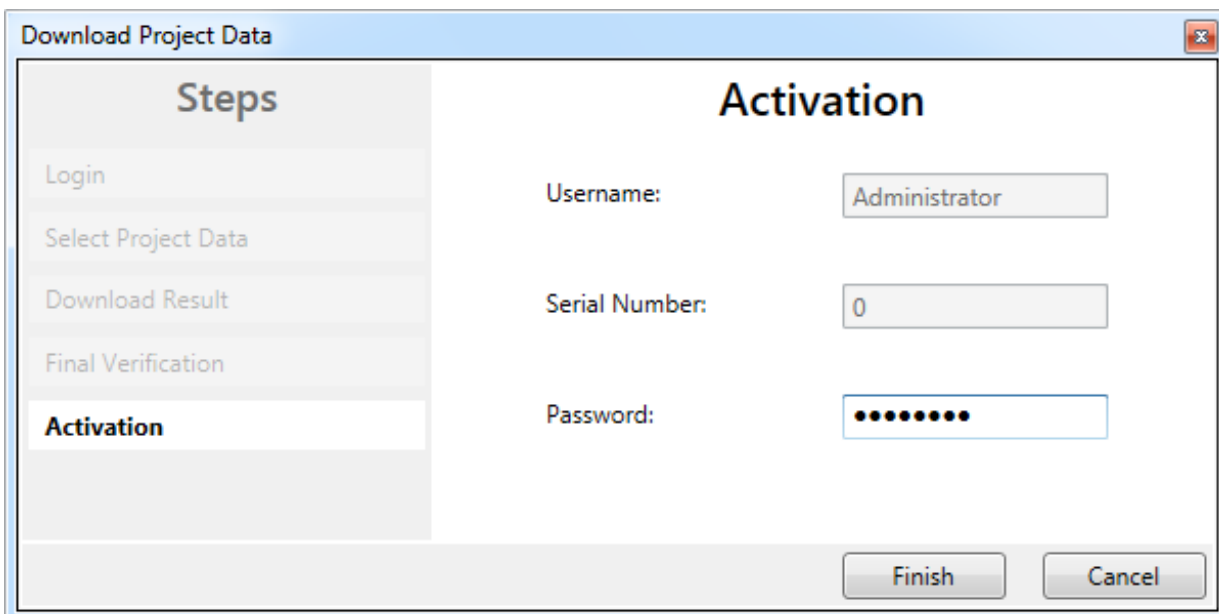 Download Project Data
Steps
Login
Select Project Data
Download Result
Final Verification
Activation
Activation
Username:
Administrator
Serial Number:
0
Password:
●●●●●●●●
Finish
Cancel